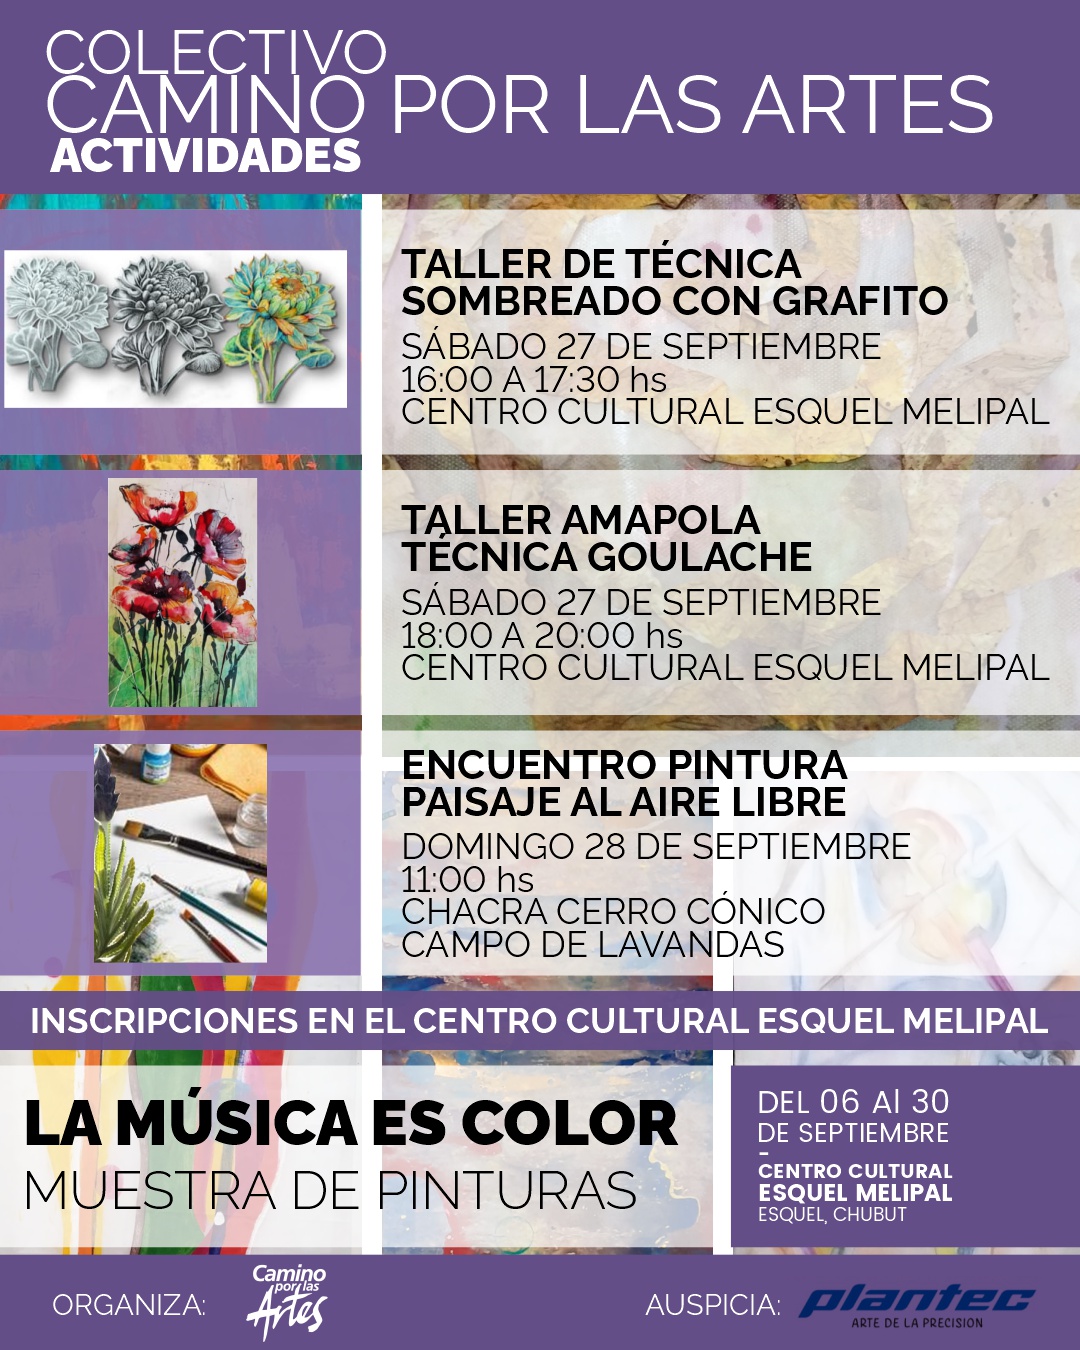 COLECTIVO
CAMINO POR LAS ARTES
ACTIVIDADES
TALLER DE TÉCNICA
SOMBREADO CON GRAFITO
SÁBADO 27 DE SEPTIEMBRE
16:00 A 17:30 hs
CENTRO CULTURAL ESQUEL MELIPAL
TALLER AMAPOLA
TÉCNICA GOULACHE
SÁBADO 27 DE SEPTIEMBRE
18:00 A 20:00 hs
CENTRO CULTURAL ESQUEL MELIPAL
ENCUENTRO PINTURA
PAISAJE AL AIRE LIBRE
DOMINGO 28 DE SEPTIEMBRE
11:00 hs
CHACRA CERRO CÓNICO
CAMPO DE LAVANDAS
INSCRIPCIONES EN EL CENTRO CULTURAL ESQUEL MELIPAL
LA MÚSICA ES COLOR
MUESTRA DE PINTURAS
DEL 06 Al 30
DE SEPTIEMBRE
-
CENTRO CULTURAL
ESQUEL MELIPAL
ESQUEL, CHUBUT
ORGANIZA:
Camino
por las
Artes
AUSPICIA:
plantec
ARTE DE LA PRECISION